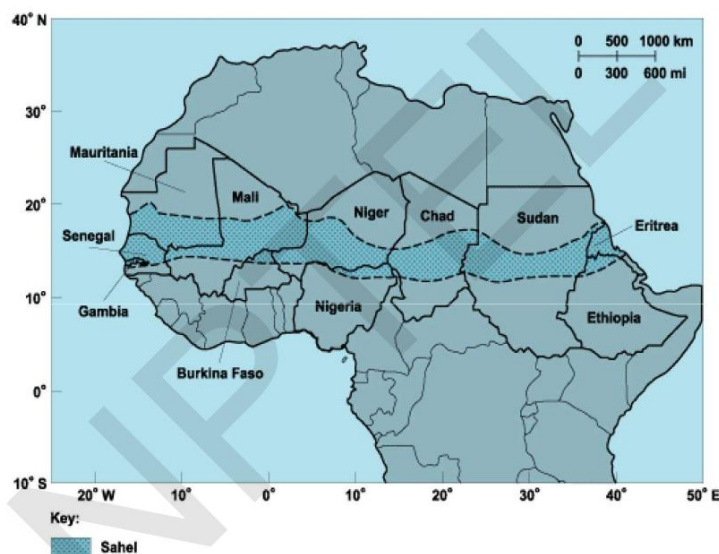 40° N
0 500 1000 km
0 300 600 mi
30°
Mauritania
20°
Mali
Niger
Chad
Sudan
Eritrea
Senegal
10°
Gambia
Nigeria
Ethiopia
Burkina Faso
0°
10° S
20° W 10° 0° 10° 20° 30° 40° 50° E
Key:
Sahel
NPTEL